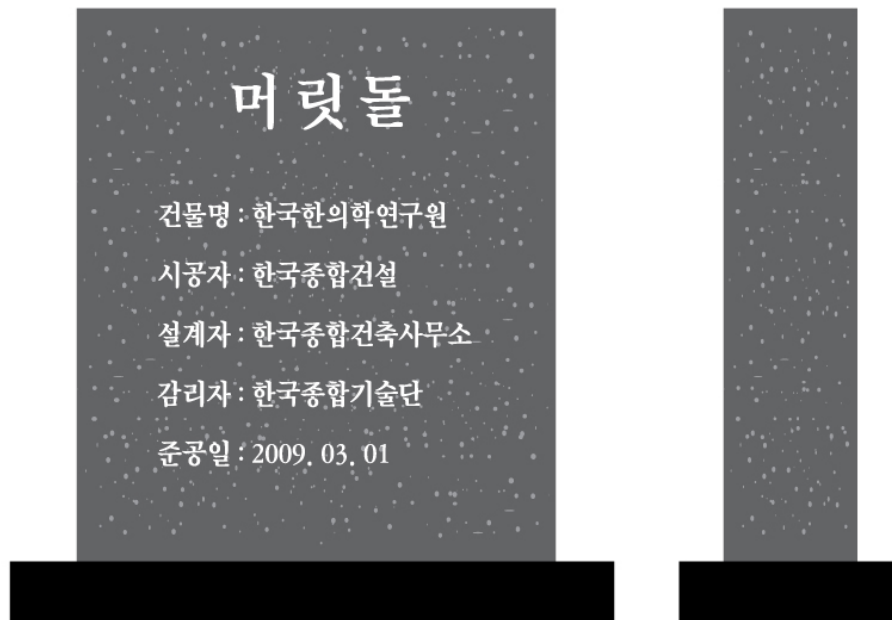 머릿돌
건물명 : 한국한의학연구원
시공자 : 한국종합건설
설계자 : 한국종합건축사무소
감리자 : 한국종합기술단
준공일 : 2009. 03. 01